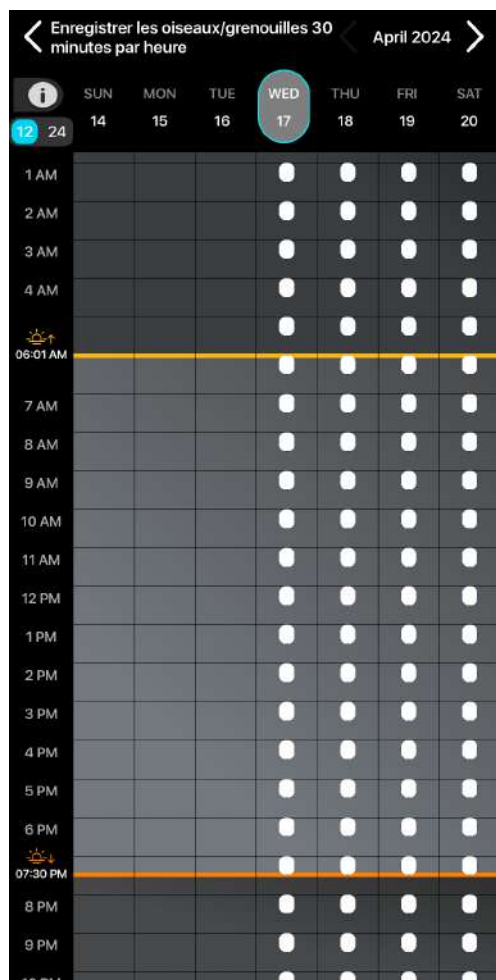 Enregistrer les oiseaux/grenouilles 30
minutes par heure
April 2024
SUN MON TUE WED THU FRI SAT
14 15 16 17 18 19 20
12 24
1 AM
2 AM
3 AM
4 AM
06:01 AM
7 AM
8 AM
9 AM
10 AM
11 AM
12 PM
1 PM
2 PM
3 PM
4 PM
5 PM
6 PM
07:30 PM
8 PM
9 PM